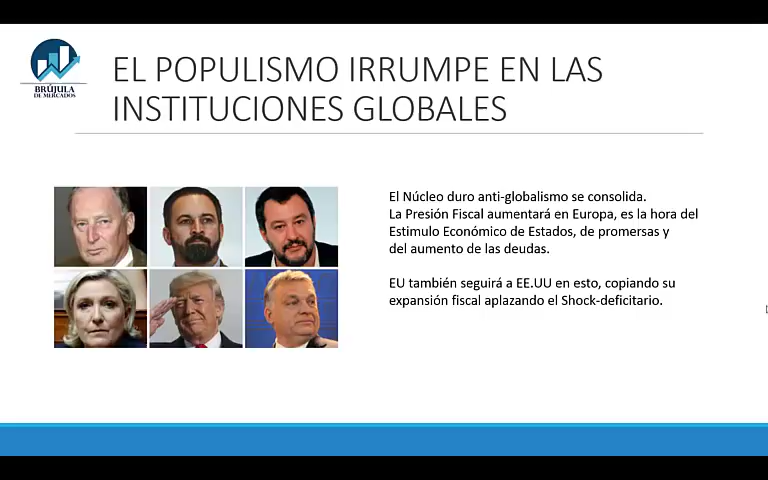 BRÚJULA
DE MERCADOS
EL POPULISMO IRRUMPE EN LAS
INSTITUCIONES GLOBALES
El Núcleo duro anti-globalismo se consolida.
La Presión Fiscal aumentará en Europa, es la hora del
Estimulo Económico de Estados, de promersas y
del aumento de las deudas.
EU también seguirá a EE.UU en esto, copiando su
expansión fiscal aplazando el Shock-deficitario.